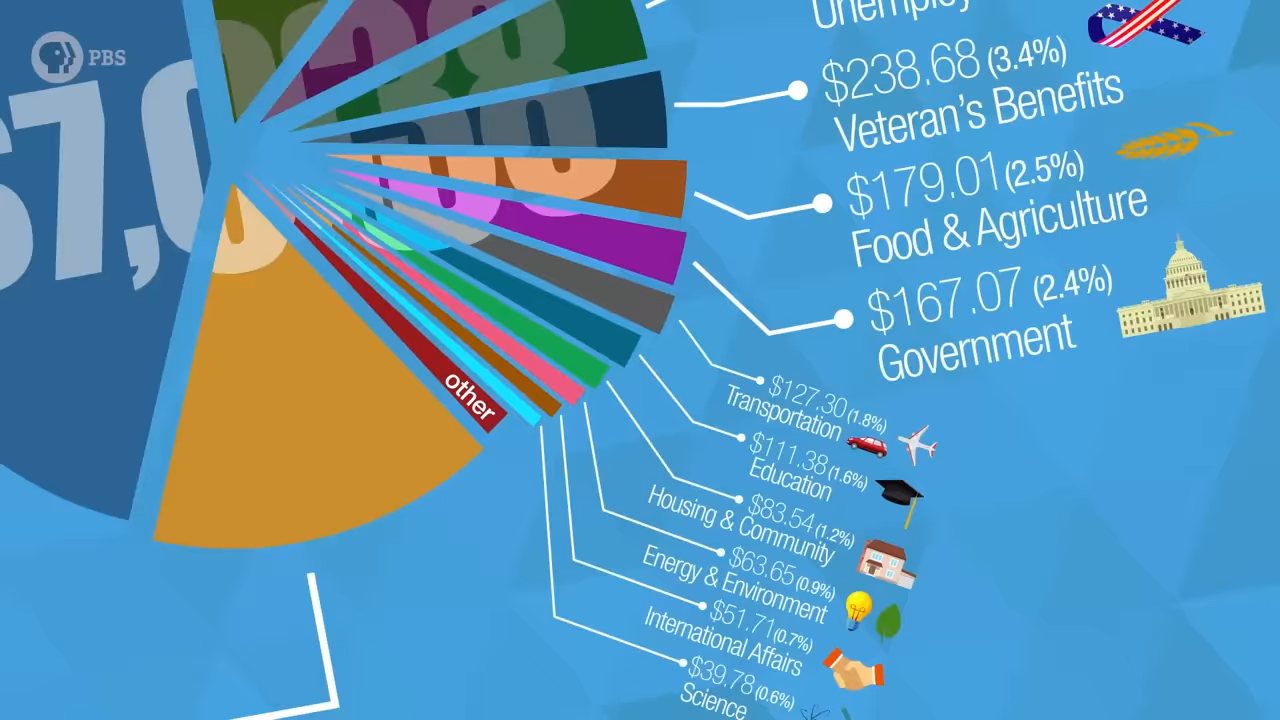 PBS
Unemploy
$238.68 (3.4%)
Veteran's Benefits
$179.01 (2.5%)
Food & Agriculture
$167.07 (2.4%)
Government
$127.30 (1.8%)
Transportation
$111.38 (1.6%)
Education
$83.54 (1.2%)
Housing & Community
$63.65 (0.9%)
Energy & Environment
$51.71 (0.7%)
International Affairs
$39.78 (0.6%)
Science
other